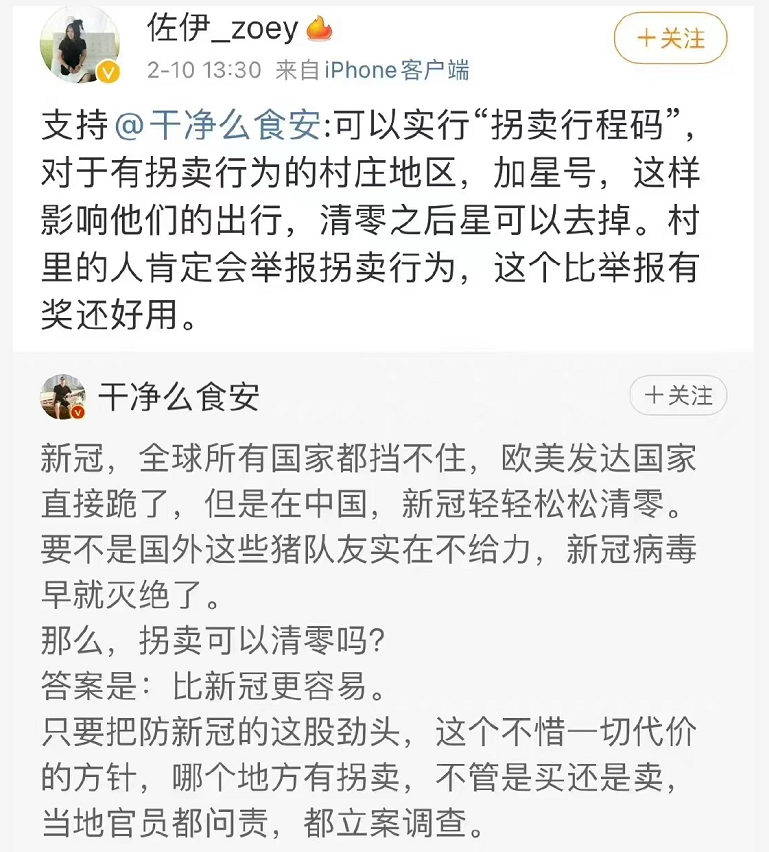 佐伊_zoey
+关注
2-10 13:30 来自iPhone客户端
支持@干净么食安:可以实行“拐卖行程码”，
对于有拐卖行为的村庄地区，加星号，这样
影响他们的出行，清零之后星可以去掉。村
里的人肯定会举报拐卖行为，这个比举报有
奖还好用。
干净么食安
+关注
新冠，全球所有国家都挡不住，欧美发达国家
直接跪了，但是在中国，新冠轻轻松松清零。
要不是国外这些猪队友实在不给力，新冠病毒
早就灭绝了。
那么，拐卖可以清零吗？
答案是：比新冠更容易。
只要把防新冠的这股劲头，这个不惜一切代价
的方针，哪个地方有拐卖，不管是买还是卖，
当地官员都问责，都立案调查。